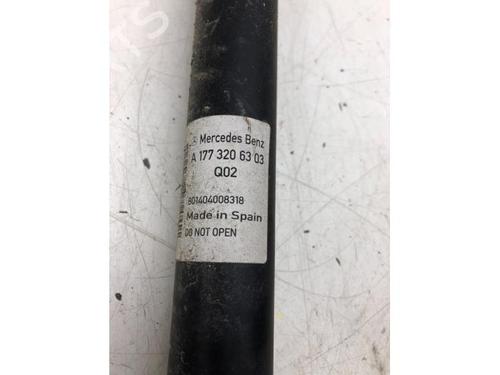 Mercedes Benz
A 177 320 63 03
Q02
801404008318
Made in Spain
DO NOT OPEN